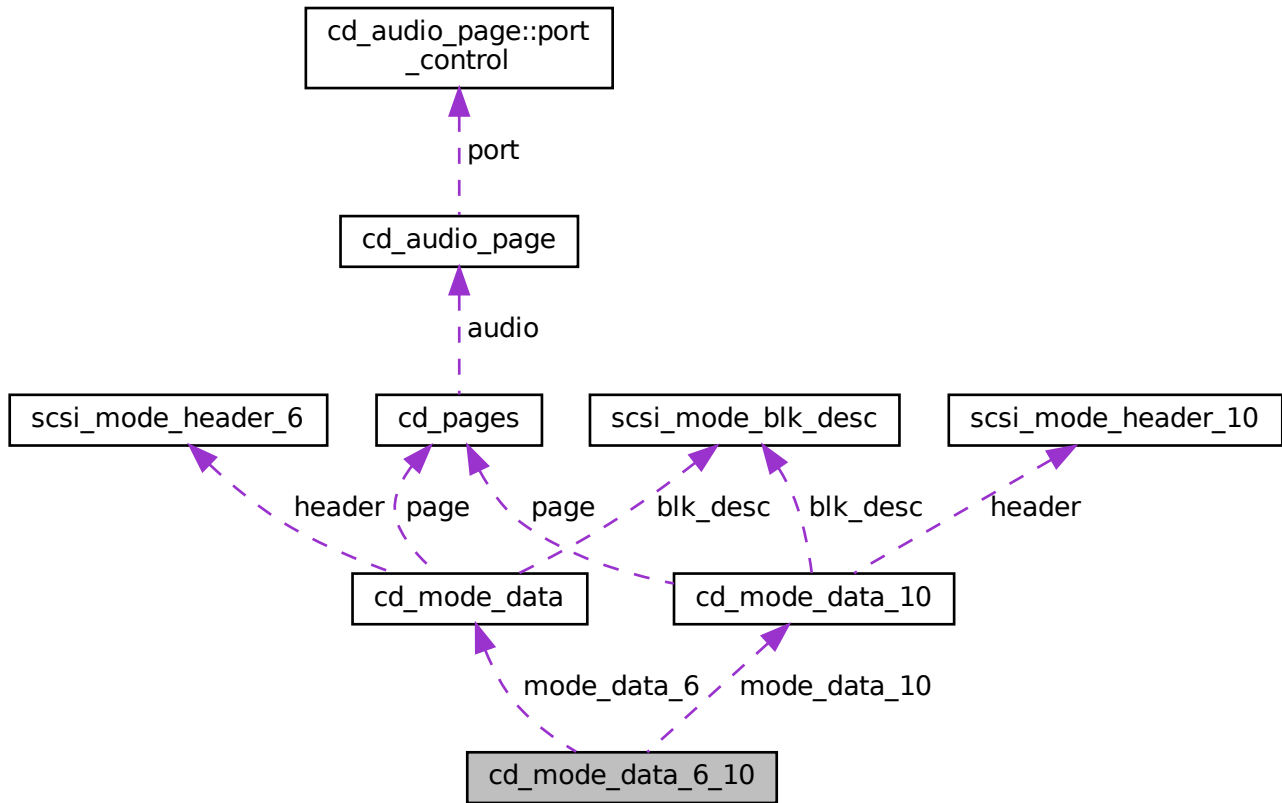 cd_audio_page::port
_control
port
cd_audio_page
audio
scsi_mode_header_6
cd_pages
scsi_mode_blk_desc
scsi_mode_header_10
header
page
page
blk_desc
blk_desc
header
cd_mode_data
cd_mode_data_10
mode_data_6
mode_data_10
cd_mode_data_6_10